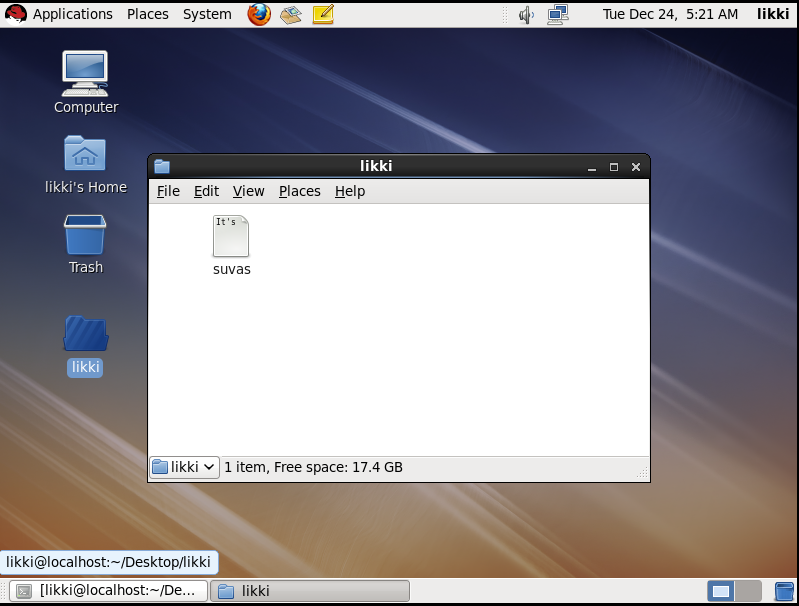 Applications Places System Tue Dec 24, 5:21 AM likki
Computer
likki's Home
Trash
likki
likki
File Edit View Places Help
It's
suvas
likki 1 item, Free space: 17.4 GB
likki@localhost:~/Desktop/likki
[likki@localhost:~/De... likki